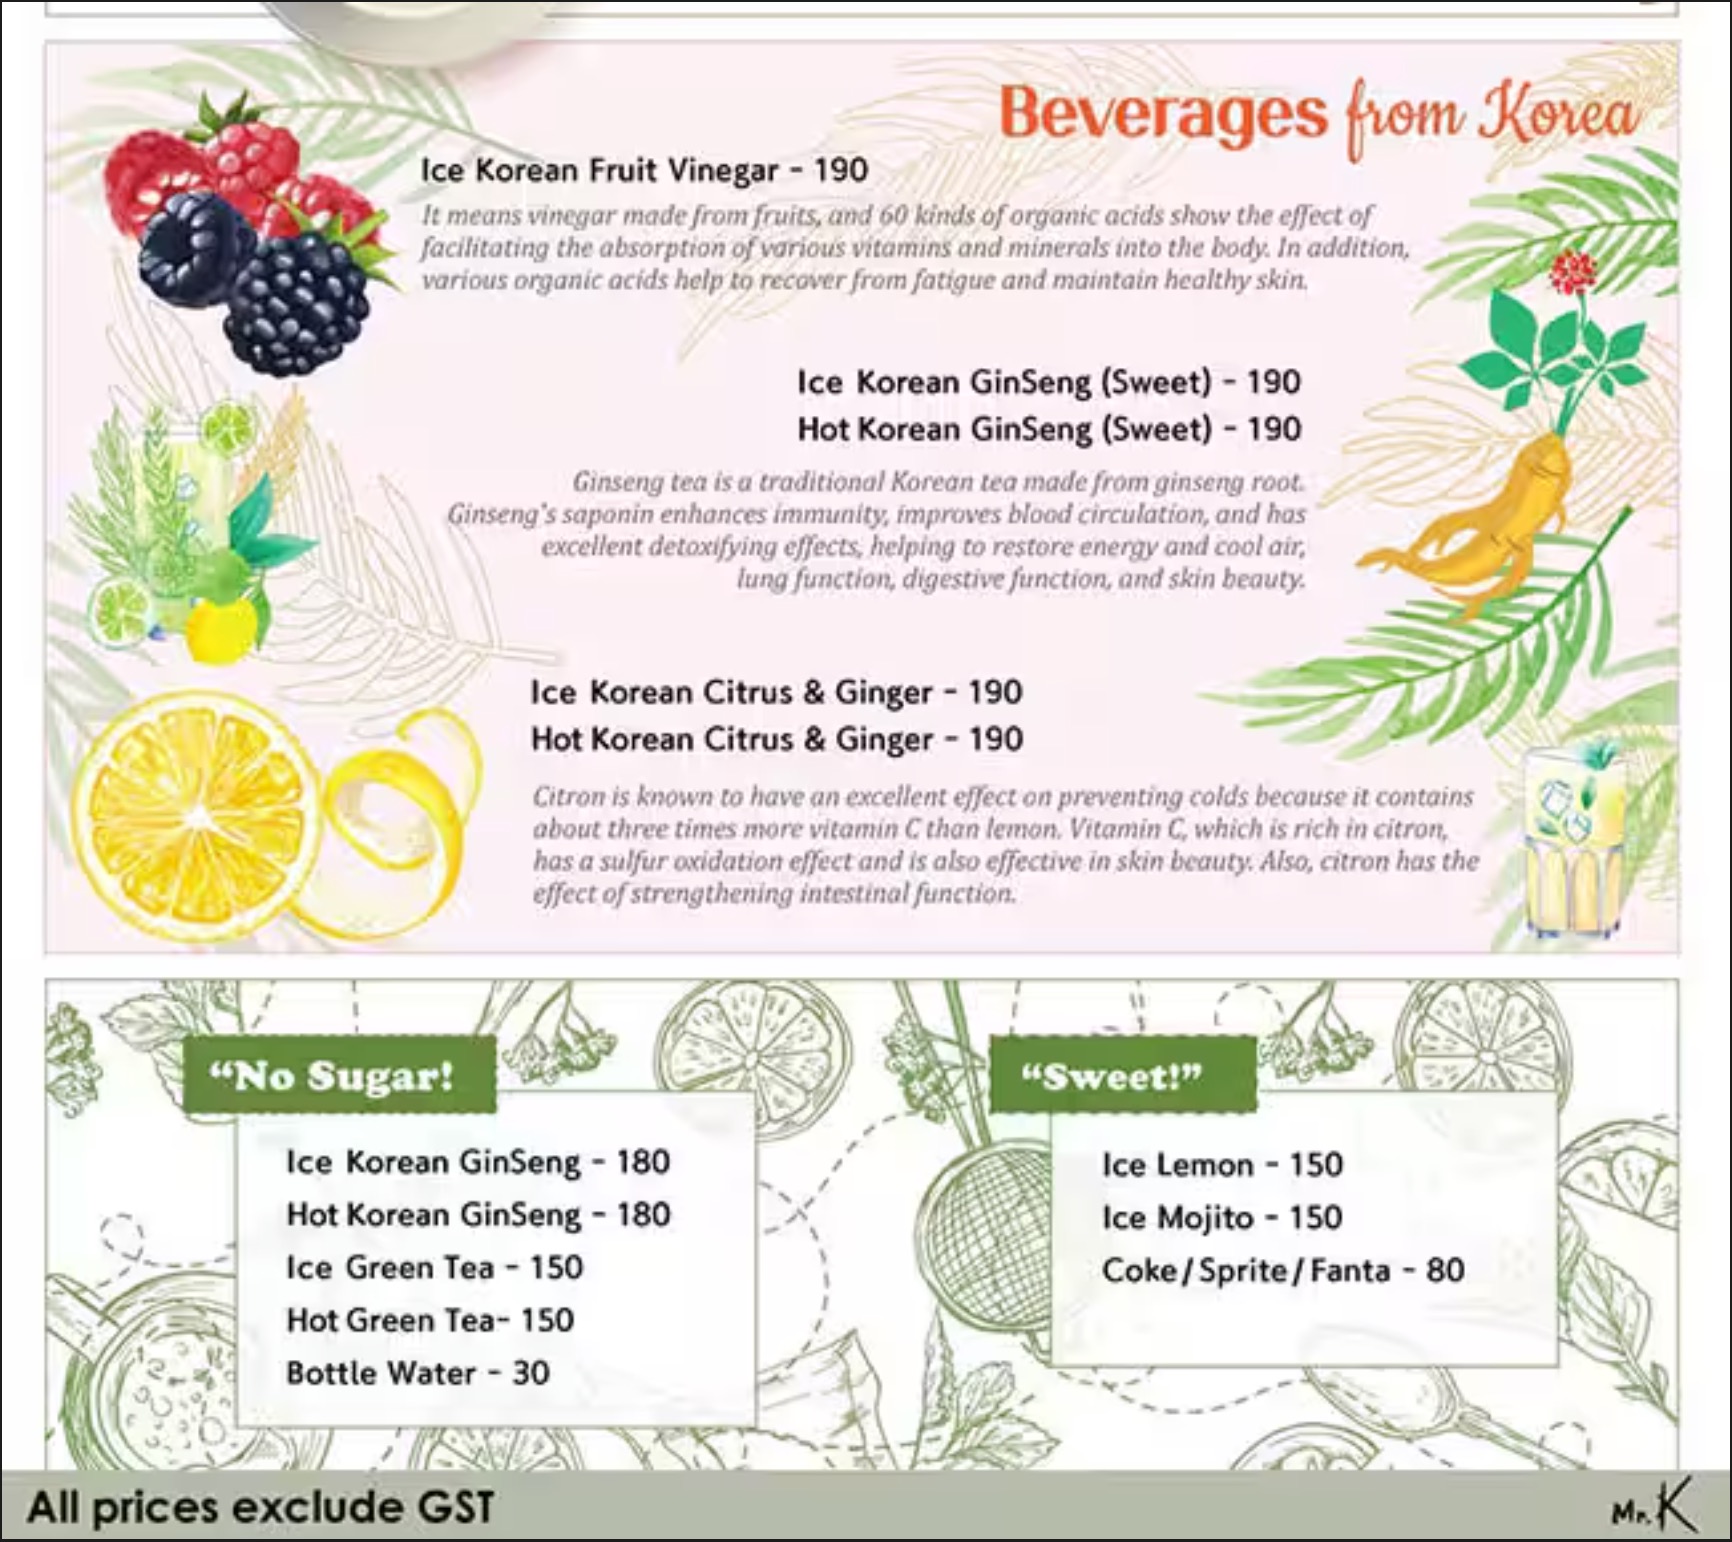 Beverages from Korea
Ice Korean Fruit Vinegar - 190
It means vinegar made from fruits, and 60 kinds of organic acids show the effect of
facilitating the absorption of various vitamins and minerals into the body. In addition,
various organic acids help to recover from fatigue and maintain healthy skin.
Ice Korean GinSeng (Sweet) - 190
Hot Korean GinSeng (Sweet) - 190
Ginseng tea is a traditional Korean tea made from ginseng root.
Ginseng's saponin enhances immunity, improves blood circulation, and has
excellent detoxifying effects, helping to restore energy and cool air,
lung function, digestive function, and skin beauty.
Ice Korean Citrus & Ginger - 190
Hot Korean Citrus & Ginger - 190
Citron is known to have an excellent effect on preventing colds because it contains
about three times more vitamin C than lemon. Vitamin C, which is rich in citron,
has a sulfur oxidation effect and is also effective in skin beauty. Also, citron has the
effect of strengthening intestinal function.
“No Sugar!
Ice Korean GinSeng - 180
Hot Korean GinSeng - 180
Ice Green Tea - 150
Hot Green Tea- 150
Bottle Water - 30
“Sweet!”
Ice Lemon - 150
Ice Mojito - 150
Coke/Sprite/Fanta - 80
All prices exclude GST
Mr.K